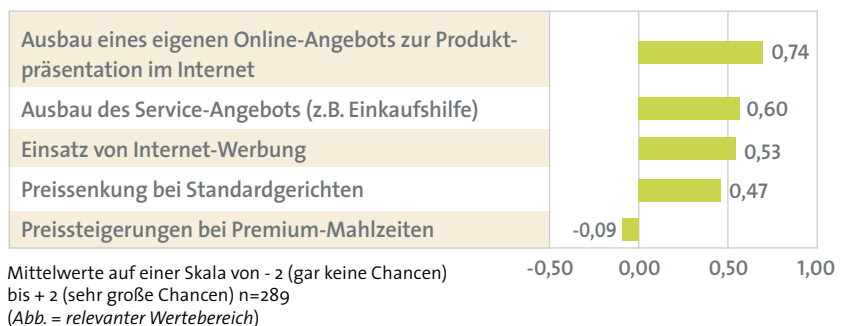 Ausbau eines eigenen Online-Angebots zur Produkt-
präsentation im Internet
0,74
Ausbau des Service-Angebots (z.B. Einkaufshilfe)
0,60
Einsatz von Internet-Werbung
0,53
Preissenkung bei Standardgerichten
0,47
Preissteigerungen bei Premium-Mahlzeiten
-0,09
-0,50 0,00 0,50 1,00
Mittelwerte auf einer Skala von - 2 (gar keine Chancen)
bis + 2 (sehr große Chancen) n=289
(Abb. = relevanter Wertebereich)